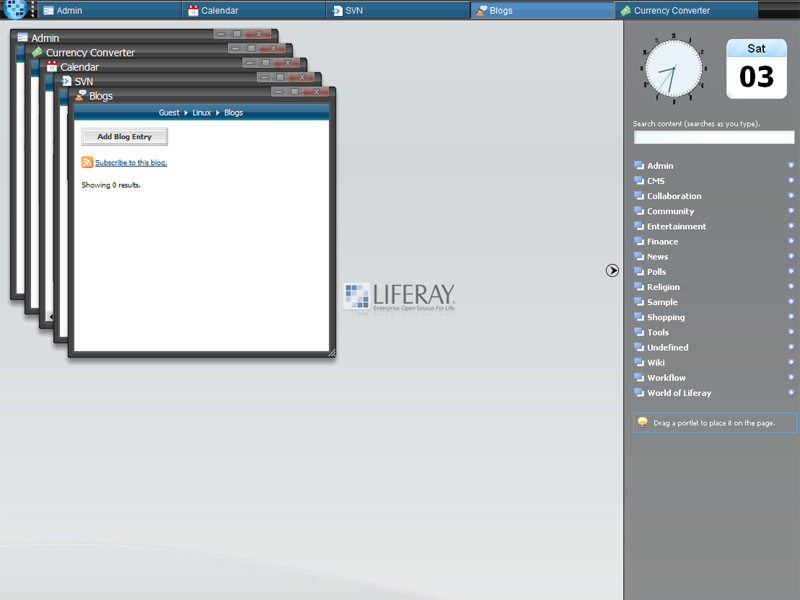 Admin
Calendar
SVN
Blogs
Currency Converter
Admin
Currency Converter
Calendar
SVN
Blogs
Guest Linux Blogs
Add Blog Entry
Subscribe to this blog.
Showing 0 results.
LIFERAY.
Enterprise. Open Source. For Life.
Sat
03
Search content (searches as you type).
Admin
CMS
Collaboration
Community
Entertainment
Finance
News
Polls
Religion
Sample
Shopping
Tools
Undefined
Wiki
Workflow
World of Liferay
Drag a portlet to place it on the page.